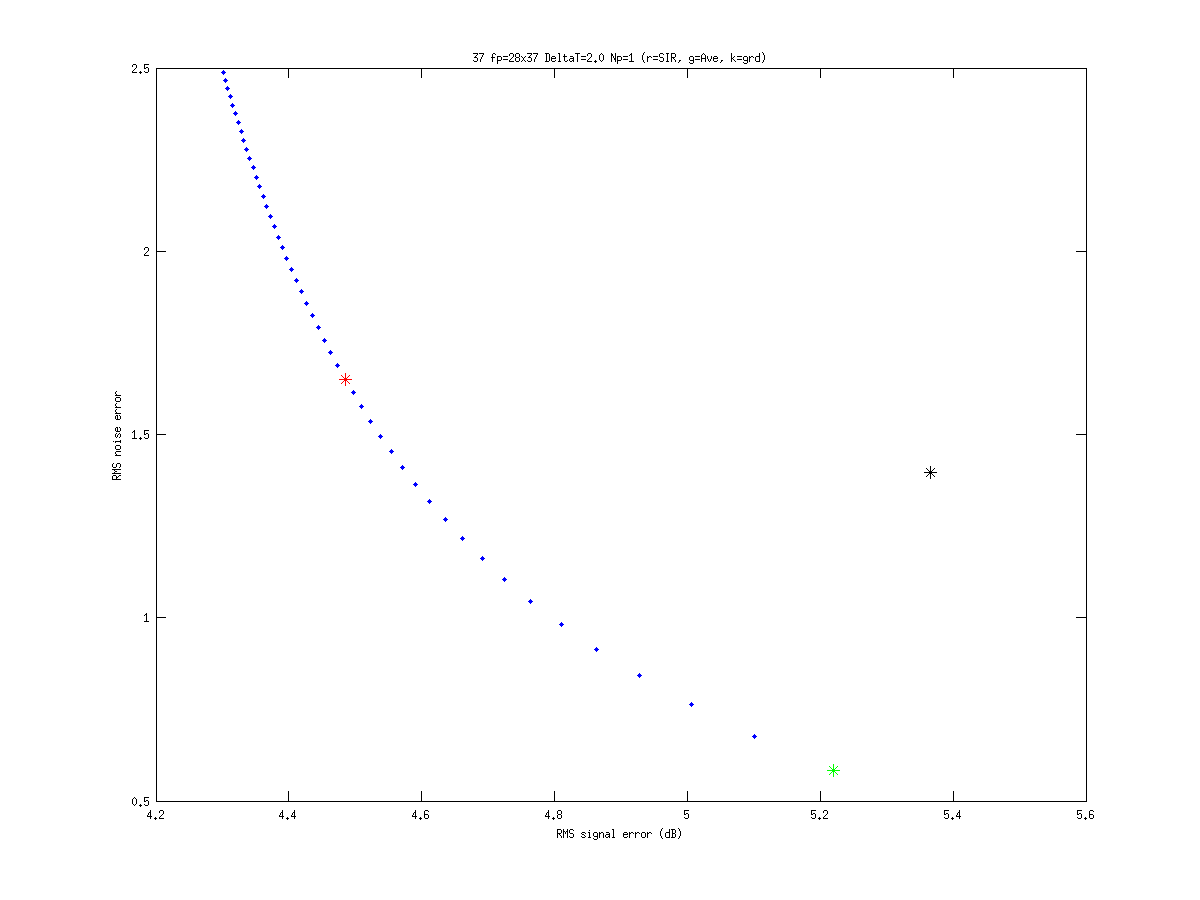 37 fp=28x37 DeltaT=2.0 Np=1 (r=SIR, g=Ave, k=grd)
2.5
2
1.5
1
0.5
RMS noise error
4.2 4.4 4.6 4.8 5 5.2 5.4 5.6
RMS signal error (dB)